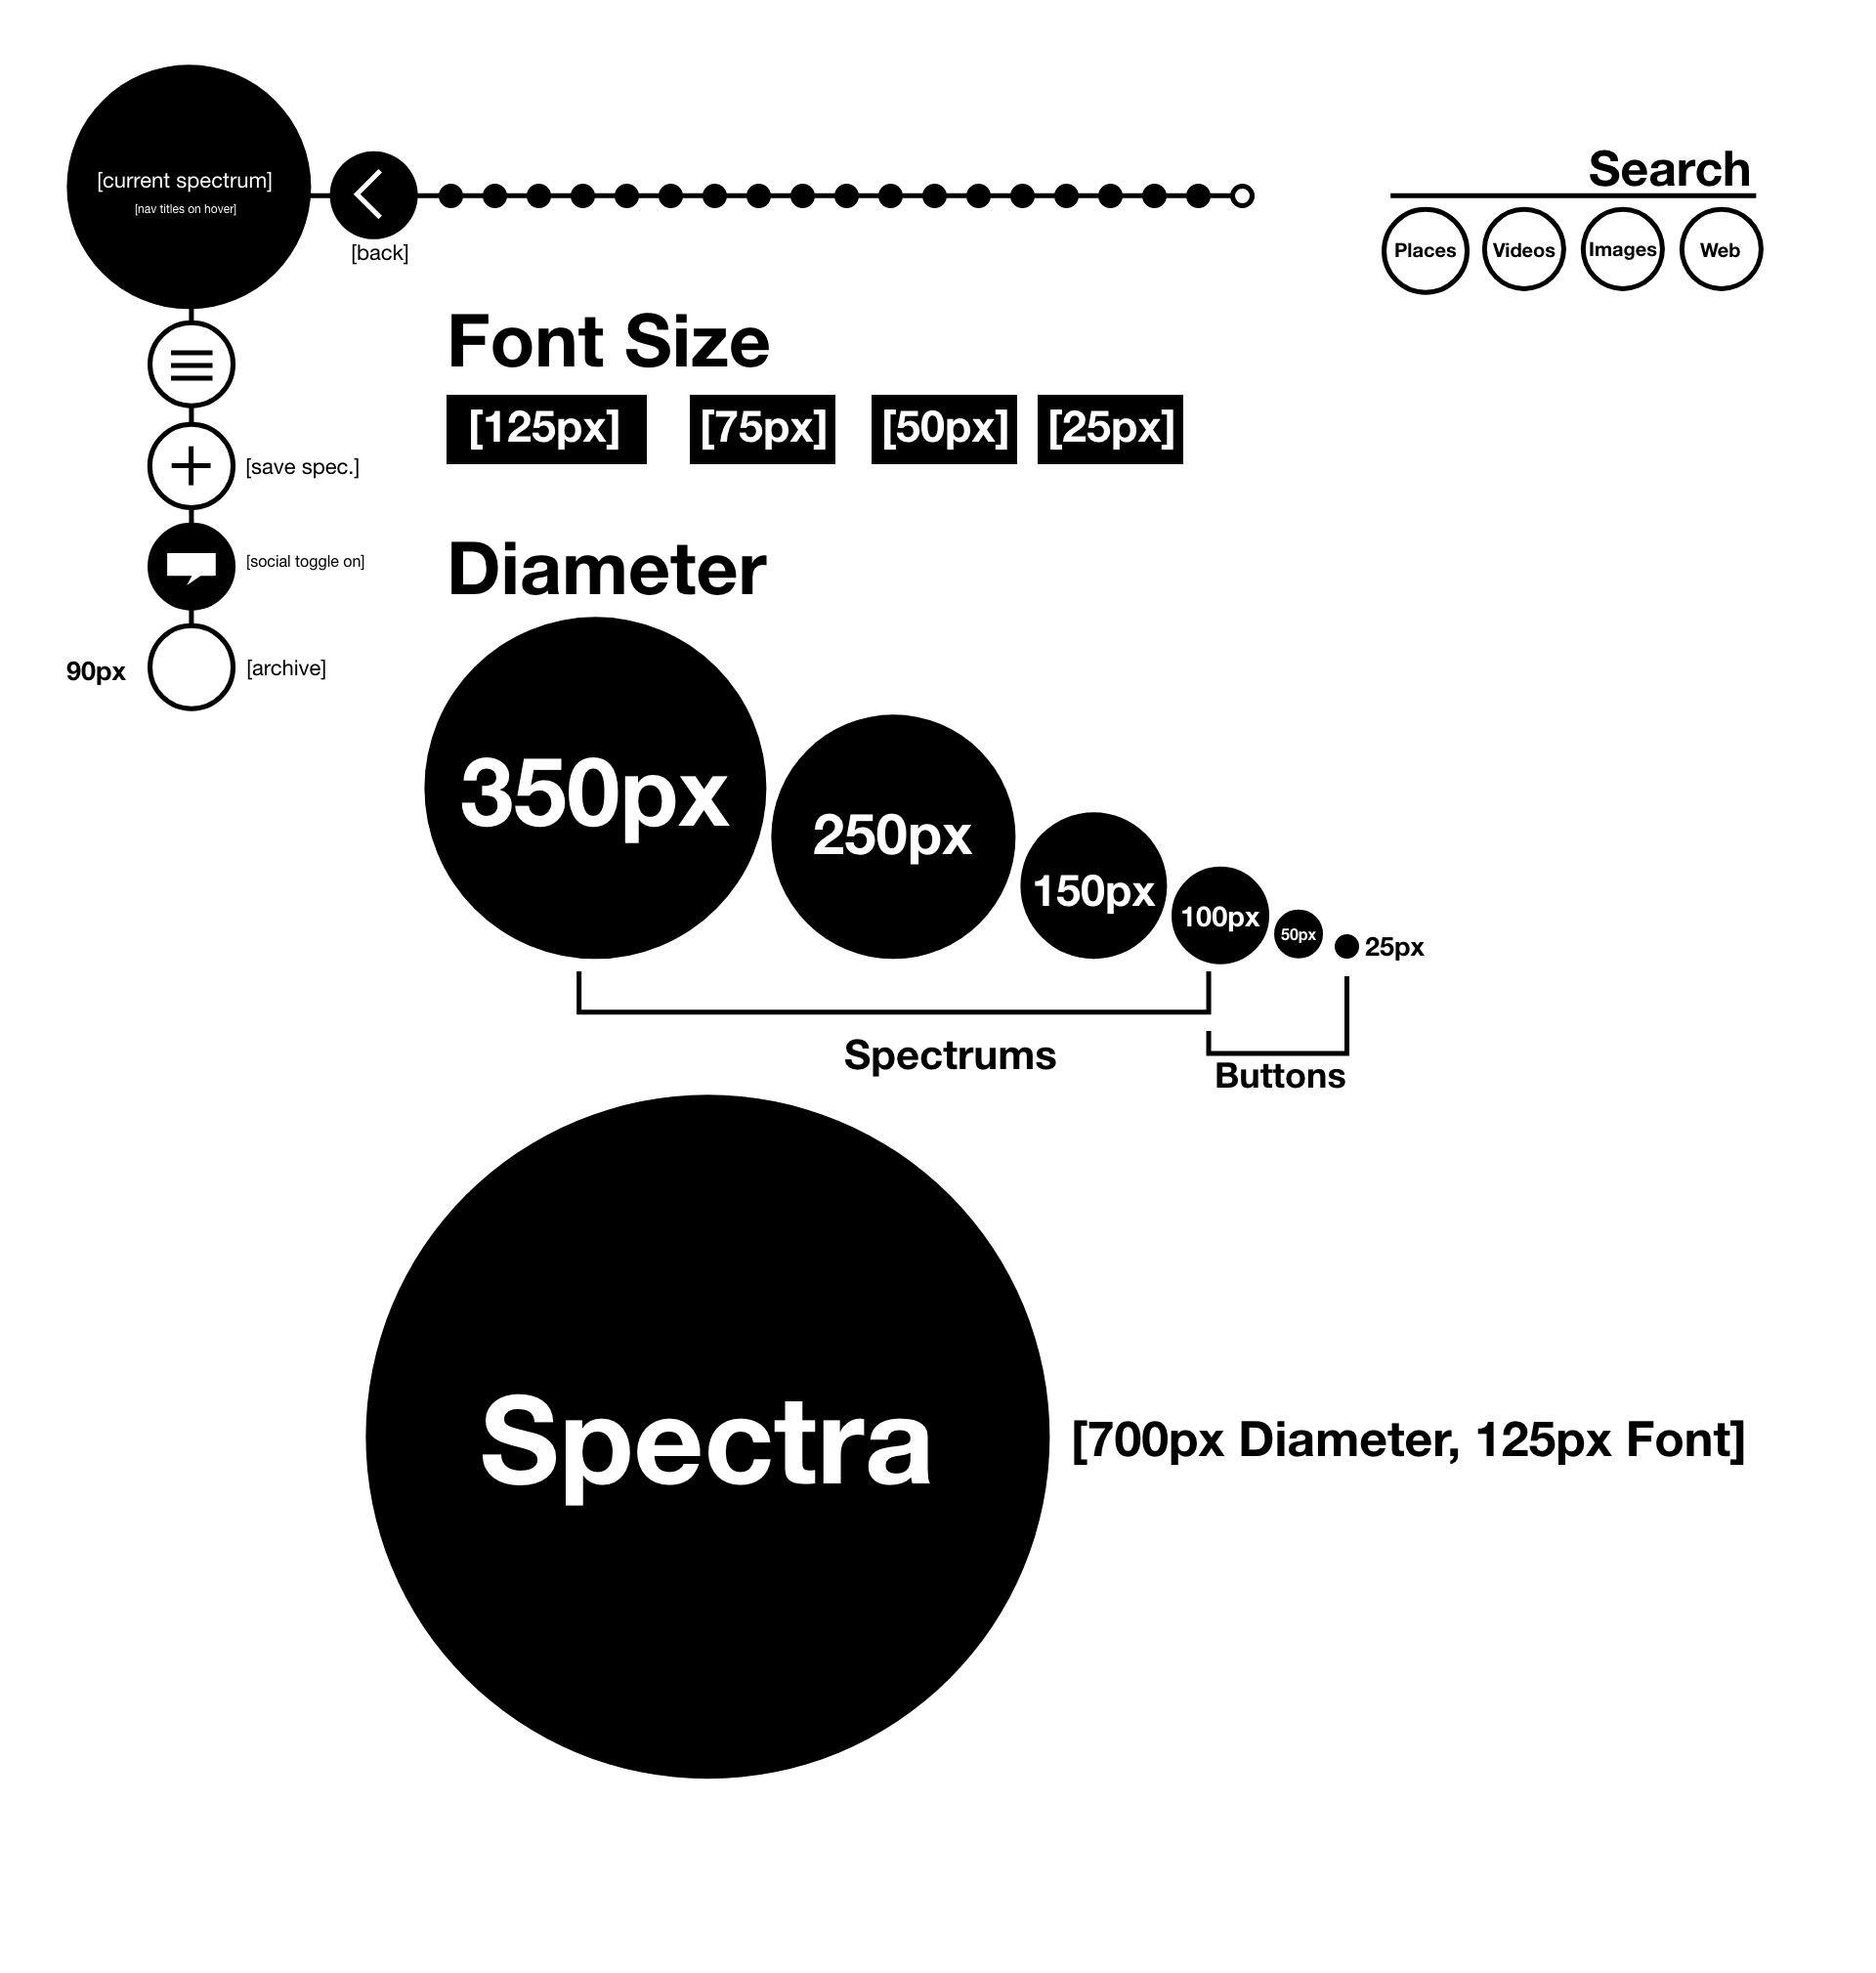 [current spectrum]
[nav titles on hover]
[back]
Search
Places
Videos
Images
Web
Font Size
[125px]
[75px]
[50px]
[25px]
[save spec.]
[social toggle on]
90px
[archive]
Diameter
350px
250px
150px
100px
50px
25px
Spectrums
Buttons
Spectra
[700px Diameter, 125px Font]